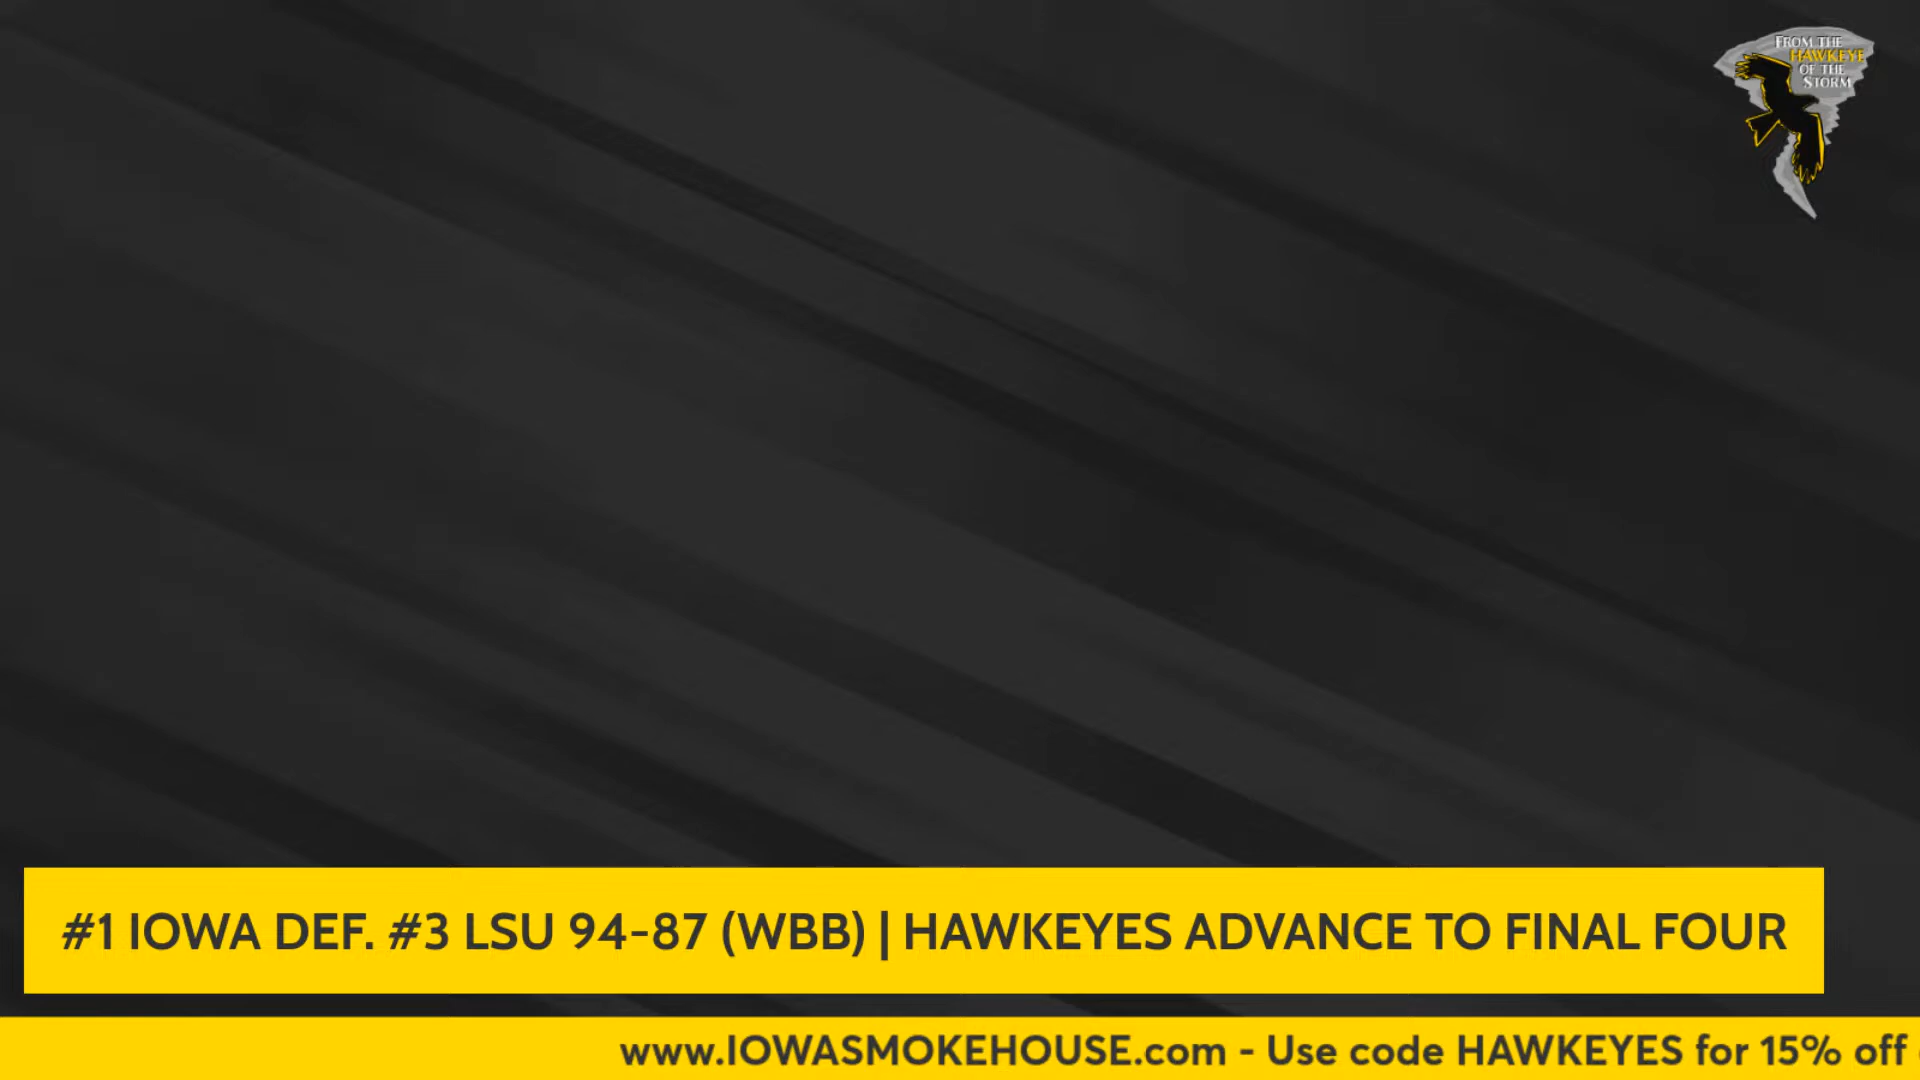 FROM THE
HAWKEYE
OF THE
STORM
#1 IOWA DEF. #3 LSU 94-87 (WBB) | HAWKEYES ADVANCE TO FINAL FOUR
www.IOWASMOKEHOUSE.com - Use code HAWKEYES for 15% off